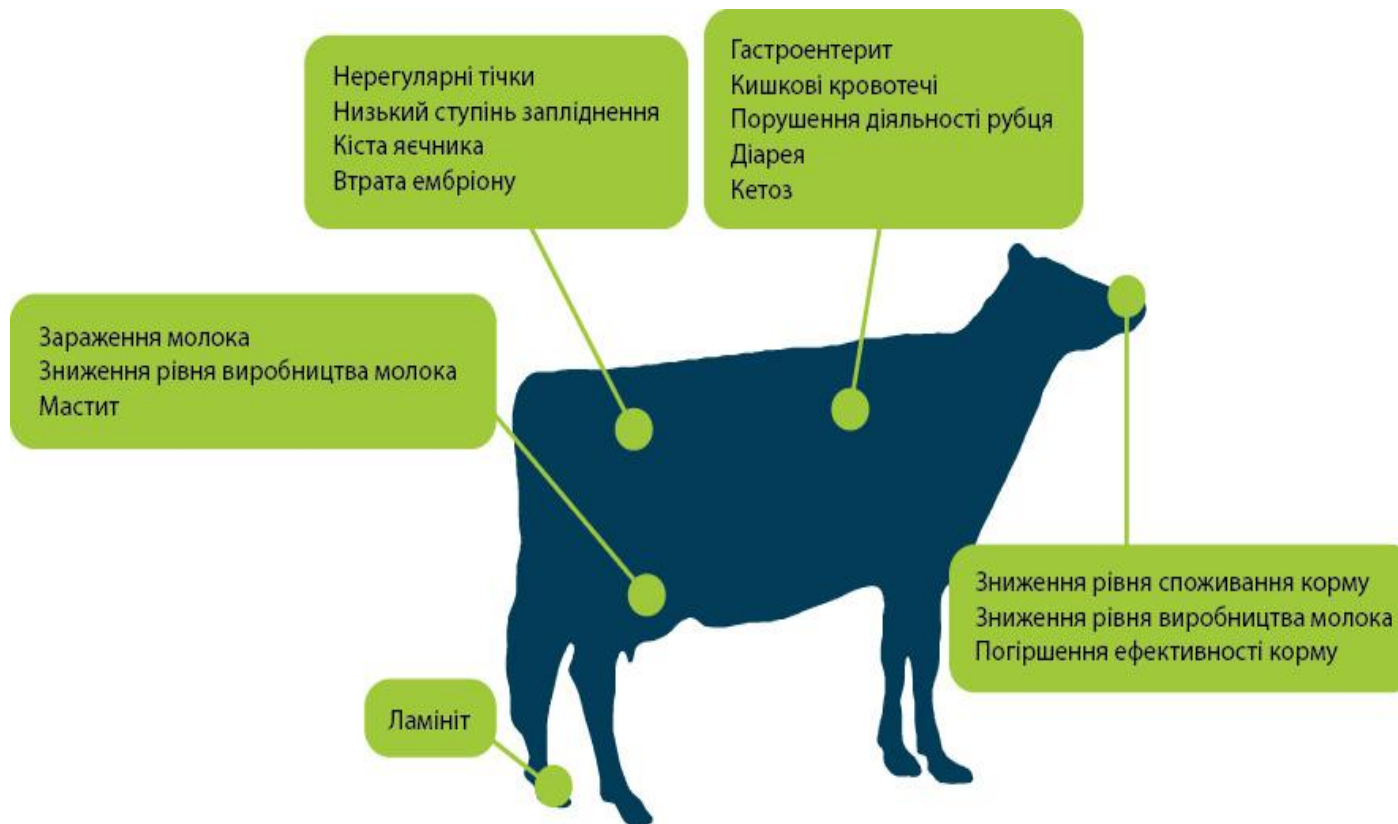 Нерегулярні тічки
Низький ступінь запліднення
Кіста яєчника
Втрата ембріону
Гастроентерит
Кишкові кровотечі
Порушення діяльності рубця
Діарея
Кетоз
Зараження молока
Зниження рівня виробництва молока
Мастит
Зниження рівня споживання корму
Зниження рівня виробництва молока
Погіршення ефективності корму
Ламініт